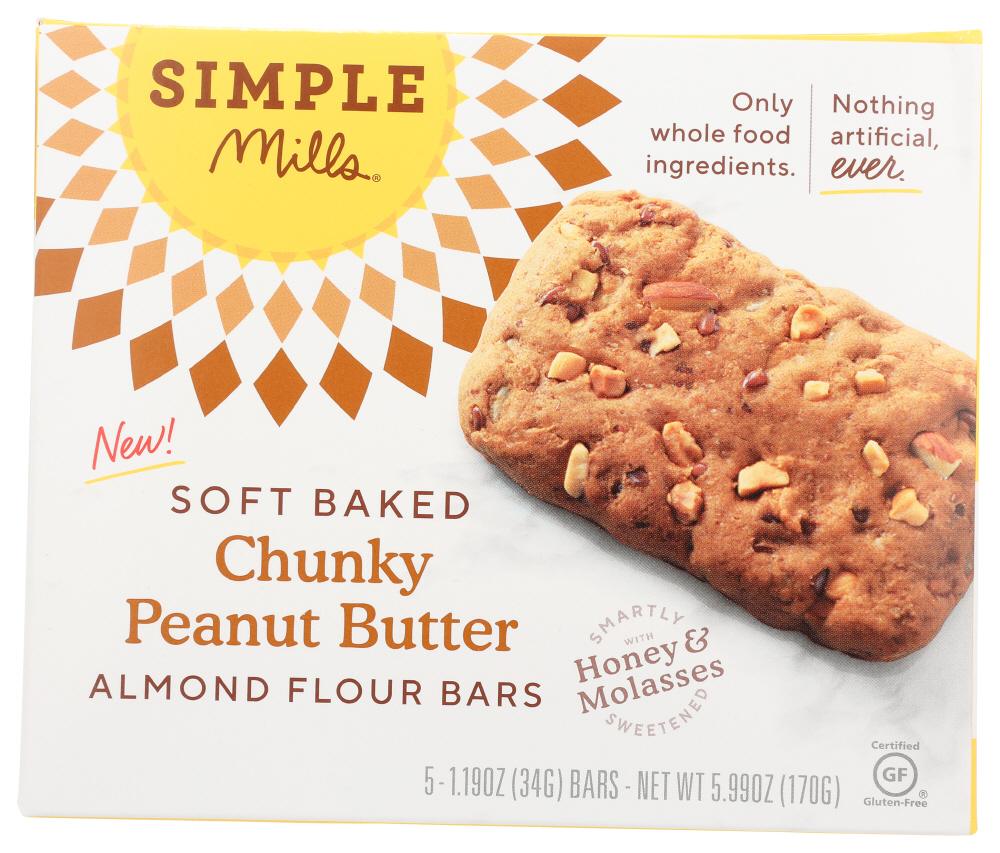 SIMPLE
Mills®
Only
whole food
ingredients.
Nothing
artificial,
ever.
New!
SOFT BAKED
Chunky
Peanut Butter
ALMOND FLOUR BARS
SMARTLY
WITH
Honey &
Molasses
SWEETENED
5-1.19OZ (34G) BARS - NET WT 5.99OZ (170G)
Certified
GF
®
Gluten-Free